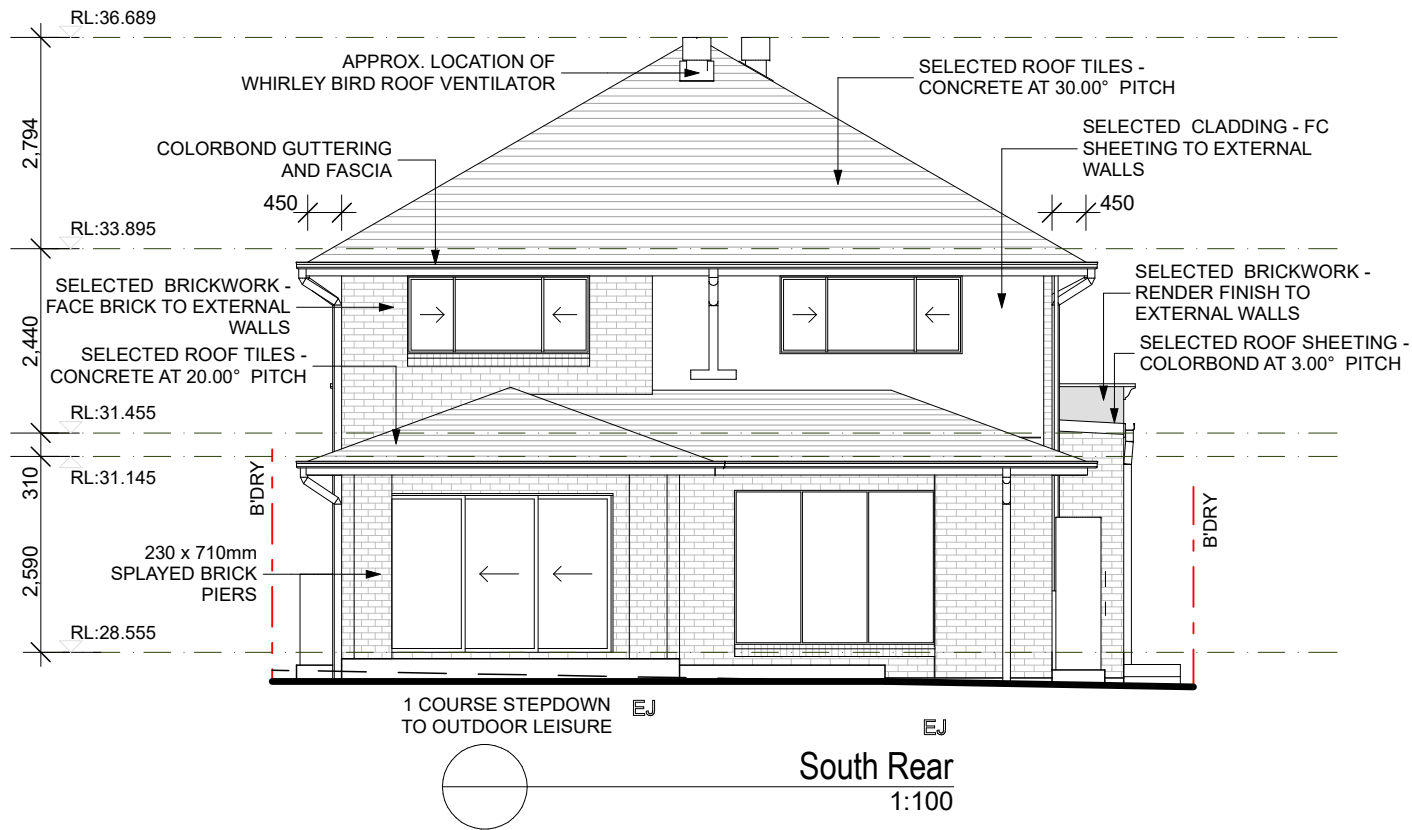 RL:36.689
APPROX. LOCATION OF
WHIRLEY BIRD ROOF VENTILATOR
SELECTED ROOF TILES -
CONCRETE AT 30.00° PITCH
2,794
COLORBOND GUTTERING
AND FASCIA
SELECTED CLADDING - FC
SHEETING TO EXTERNAL
WALLS
450
450
RL:33.895
SELECTED BRICKWORK -
FACE BRICK TO EXTERNAL
WALLS
SELECTED BRICKWORK -
RENDER FINISH TO
EXTERNAL WALLS
2,440
SELECTED ROOF TILES -
CONCRETE AT 20.00° PITCH
SELECTED ROOF SHEETING -
COLORBOND AT 3.00° PITCH
RL:31.455
310
RL:31.145
B'DRY
B'DRY
2,590
230 x 710mm
SPLAYED BRICK
PIERS
RL:28.555
1 COURSE STEPDOWN
TO OUTDOOR LEISURE
EJ
EJ
South Rear
1:100